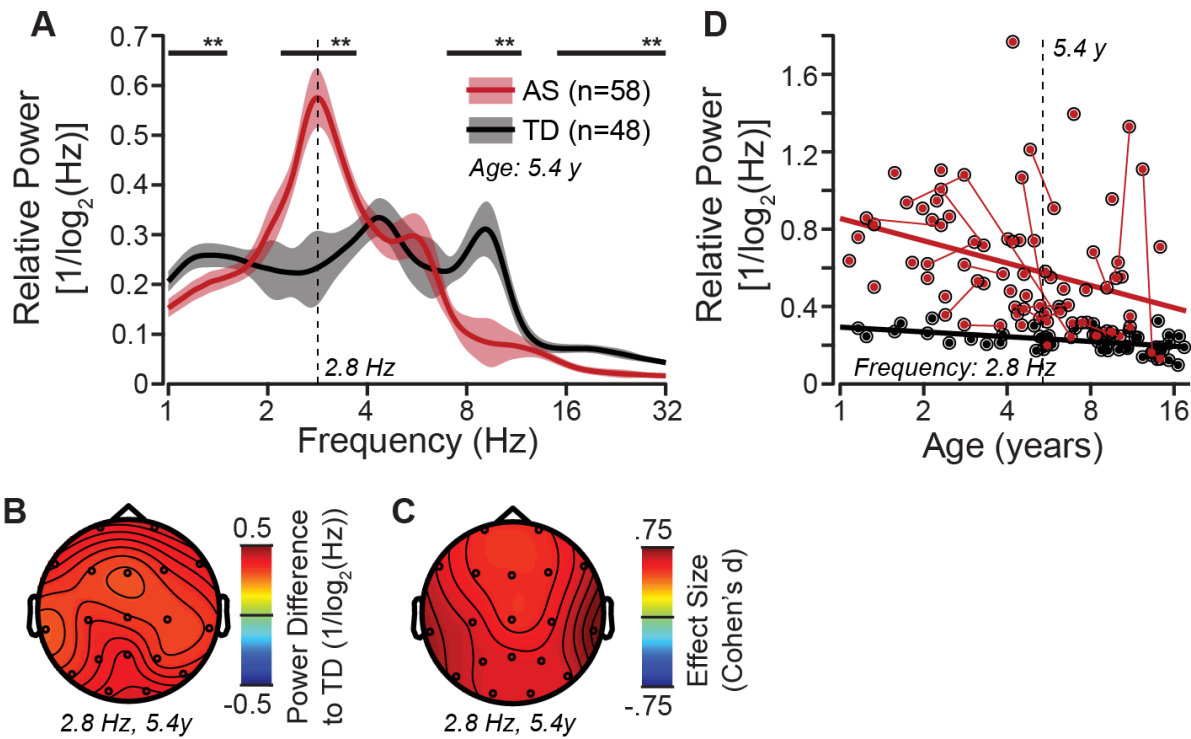 A
0.7
0.6
0.5
0.4
0.3
0.2
0.1
0
Relative Power
[1/log2(Hz)]
** ** ** **
AS (n=58)
TD (n=48)
Age: 5.4 y
2.8 Hz
1 2 4 8 16 32
Frequency (Hz)
D
1.6
1.2
0.8
0.4
0
Relative Power
[1/log2(Hz)]
5.4 y
Frequency: 2.8 Hz
1 2 4 8 16
Age (years)
B
0.5
-0.5
Power Difference
to TD (1/log2(Hz))
2.8 Hz, 5.4y
C
.75
-.75
Effect Size
(Cohen's d)
2.8 Hz, 5.4y